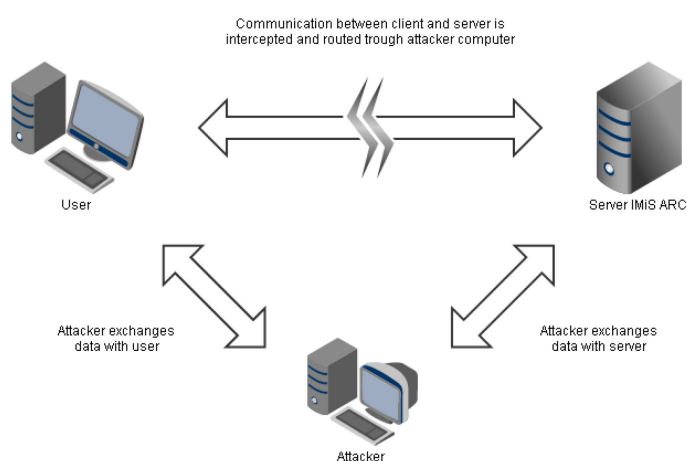 Communication between client and server is
intercepted and routed trough attacker computer
User
Server IMiS ARC
Attacker exchanges
data with user
Attacker exchanges
data with server
Attacker